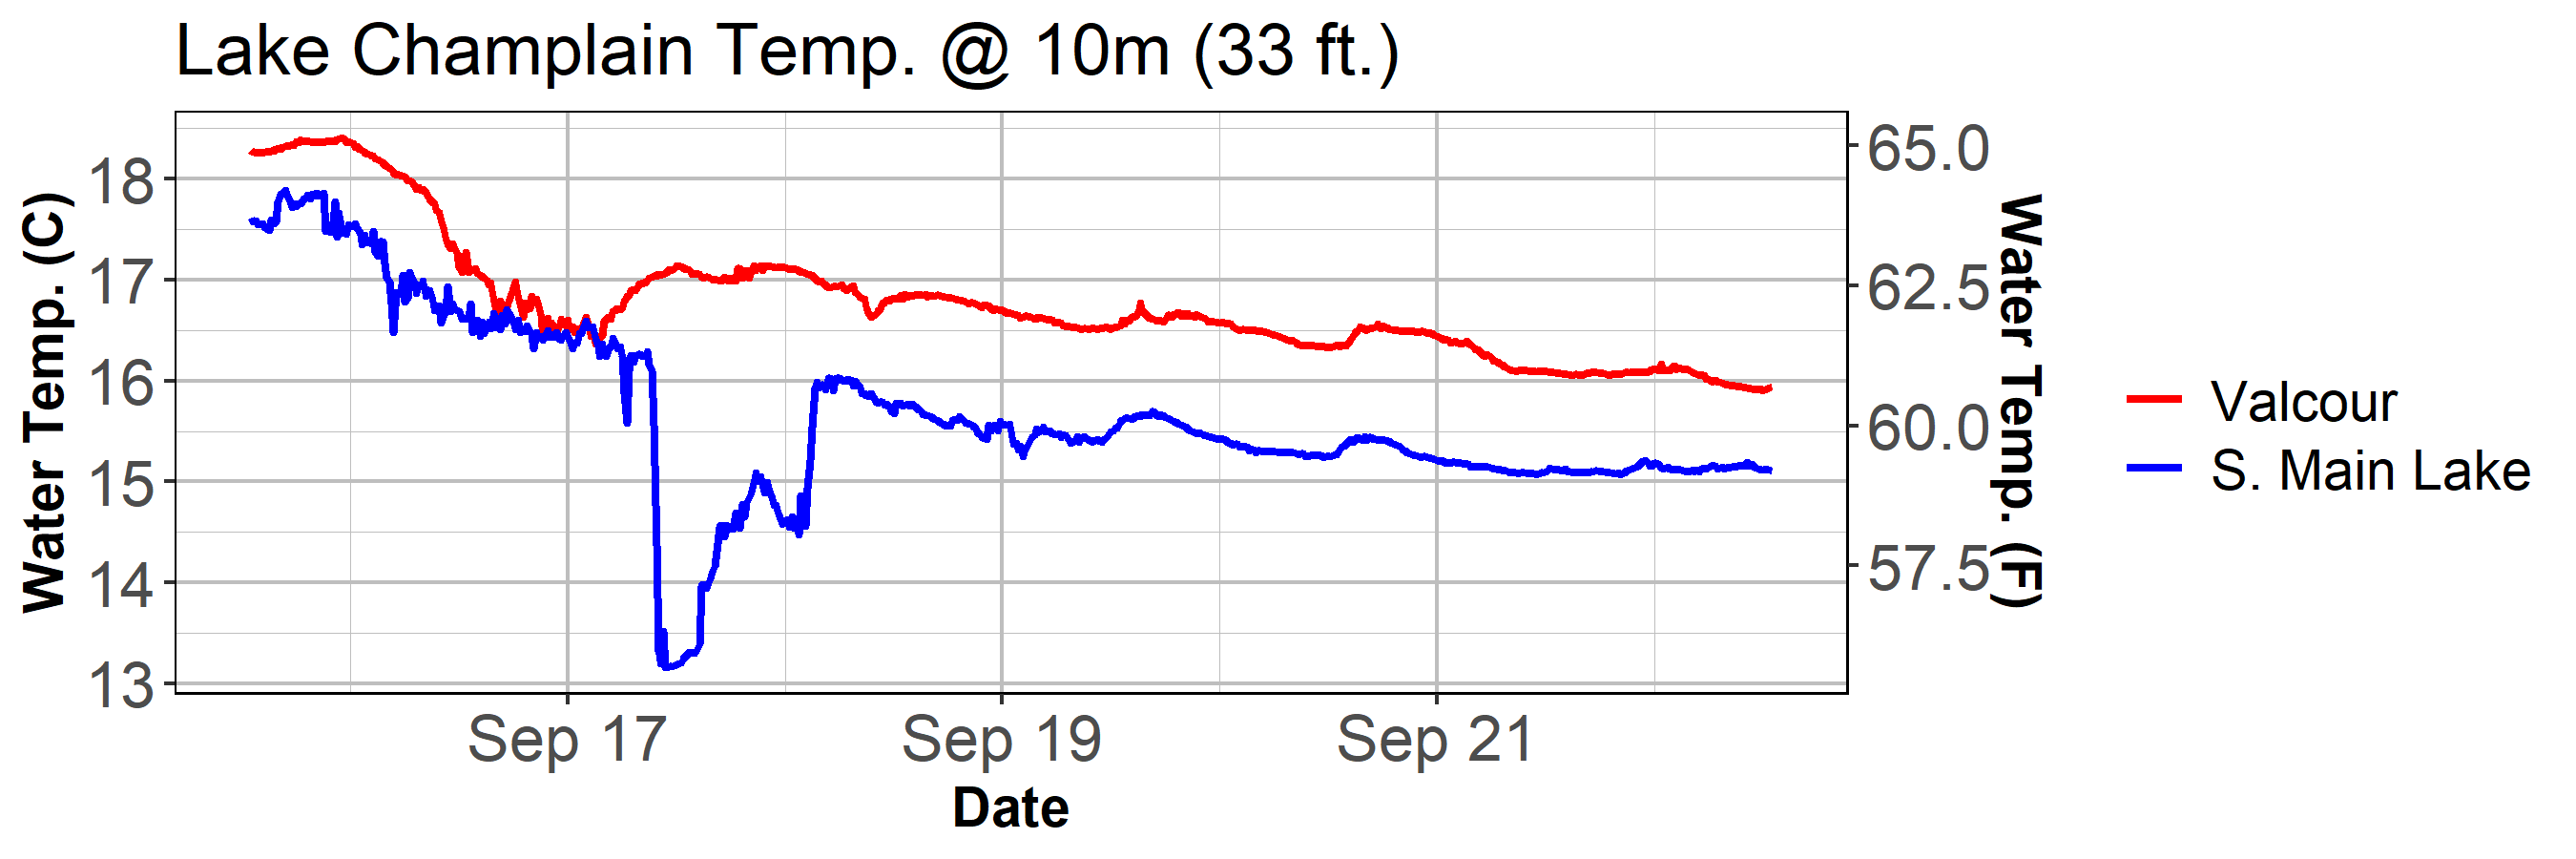 Lake Champlain Temp. @ 10m (33 ft.)
Water Temp. (C)
18
17
16
15
14
13
65.0
62.5
60.0
57.5
Water Temp. (F)
Sep 17
Sep 19
Sep 21
Date
Valcour
S. Main Lake